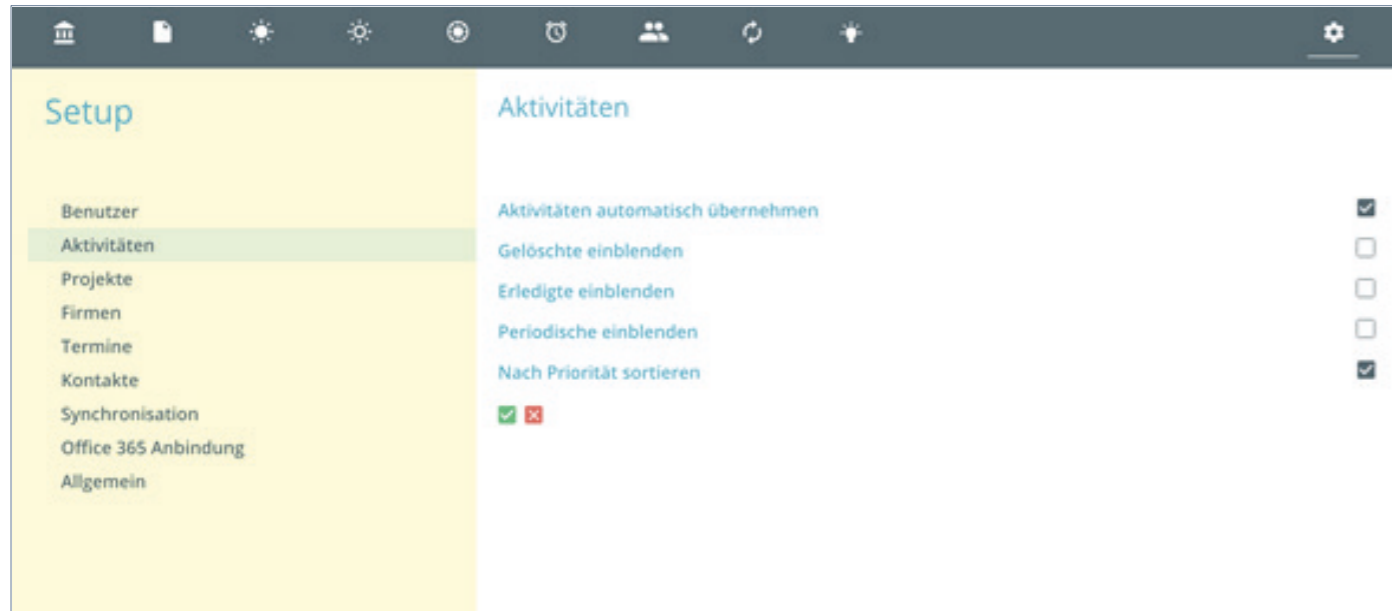 Setup
Benutzer
Aktivitäten
Projekte
Firmen
Termine
Kontakte
Synchronisation
Office 365 Anbindung
Allgemein
Aktivitäten
Aktivitäten automatisch übernehmen
Gelöschte einblenden
Erledigte einblenden
Periodische einblenden
Nach Priorität sortieren